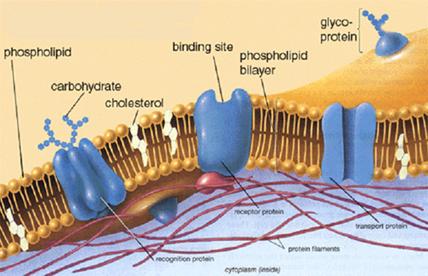 glyco-
protein
binding site
phospholipid
phospholipid
bilayer
carbohydrate
cholesterol
receptor protein
transport protein
recognition protein
protein filaments
cytoplasm (inside)